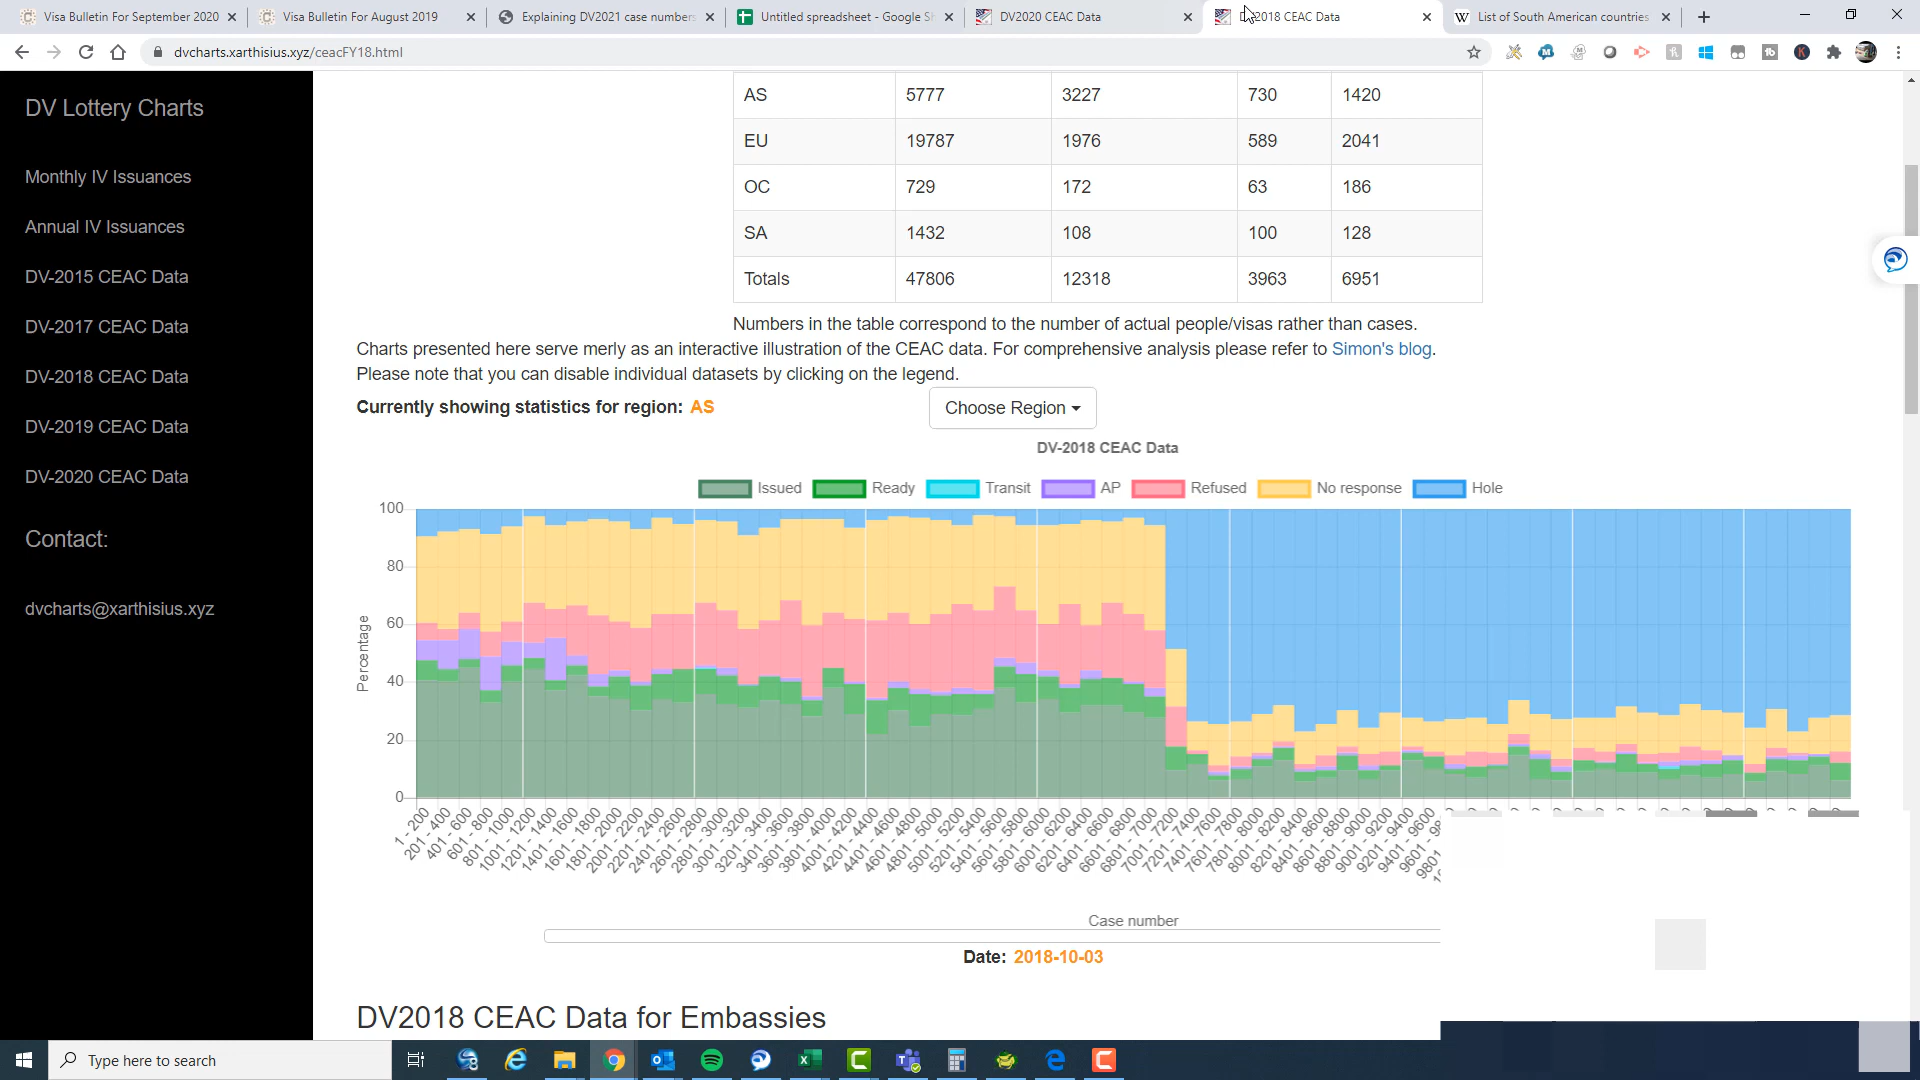 Visa Bulletin For September 2020
Visa Bulletin For August 2019
Explaining DV2021 case numbers
Untitled spreadsheet - Google S
DV2020 CEAC Data
2018 CEAC Data
List of South American countries
dvcharts.xarthisius.xyz/ceacFY18.html
DV Lottery Charts
Monthly IV Issuances
Annual IV Issuances
DV-2015 CEAC Data
DV-2017 CEAC Data
DV-2018 CEAC Data
DV-2019 CEAC Data
DV-2020 CEAC Data
Contact:
dvcharts@xarthisius.xyz
AS 5777 3227 730 1420
EU 19787 1976 589 2041
OC 729 172 63 186
SA 1432 108 100 128
Totals 47806 12318 3963 6951
Numbers in the table correspond to the number of actual people/visas rather than cases.
Charts presented here serve merly as an interactive illustration of the CEAC data. For comprehensive analysis please refer to Simon's blog.
Please note that you can disable individual datasets by clicking on the legend.
Currently showing statistics for region: AS
Choose Region
DV-2018 CEAC Data
Issued Ready Transit AP Refused No response Hole
100
80
60
40
20
0
Percentage
1 - 200
201 - 400
401 - 600
601 - 800
801 - 1000
1001 - 1200
1201 - 1400
1401 - 1600
1601 - 1800
1801 - 2000
2001 - 2200
2201 - 2400
2401 - 2600
2601 - 2800
2801 - 3000
3001 - 3200
3201 - 3400
3401 - 3600
3601 - 3800
3801 - 4000
4001 - 4200
4201 - 4400
4401 - 4600
4601 - 4800
4801 - 5000
5001 - 5200
5201 - 5400
5401 - 5600
5601 - 5800
5801 - 6000
6001 - 6200
6201 - 6400
6401 - 6600
6601 - 6800
6801 - 7000
7001 - 7200
7201 - 7400
7401 - 7600
7601 - 7800
7801 - 8000
8001 - 8200
8201 - 8400
8401 - 8600
8601 - 8800
8801 - 9000
9001 - 9200
9201 - 9400
9401 - 9600
Case number
Date: 2018-10-03
DV2018 CEAC Data for Embassies
Type here to search